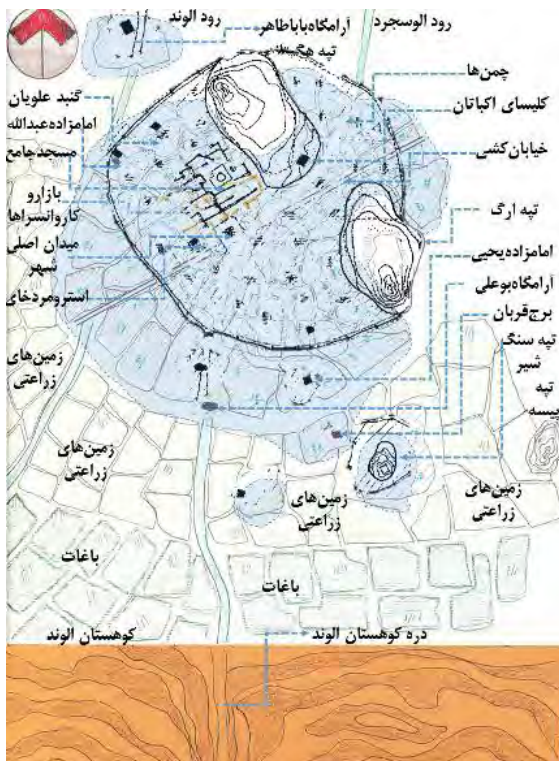 رود الوسجرد
رود الوند
آرامگاه باباطاهر
تپه هگمتانه
چمن‌ها
کلیسای اکباتان
خیابان‌کشی
تپه ارگ
امامزاده یحیی
آرامگاه بوعلی
برج قربان
تپه سنگ
شیر
تپه
پیسه
گنبد علویان
امامزاده عبدالله
مسجد جامع
بازار و
کاروانسراها
میدان اصلی
شهر
استر و مردخای
زمین‌های
زراعتی
زمین‌های
زراعتی
زمین‌های
زراعتی
زمین‌های
زراعتی
باغات
باغات
کوهستان الوند
دره کوهستان الوند